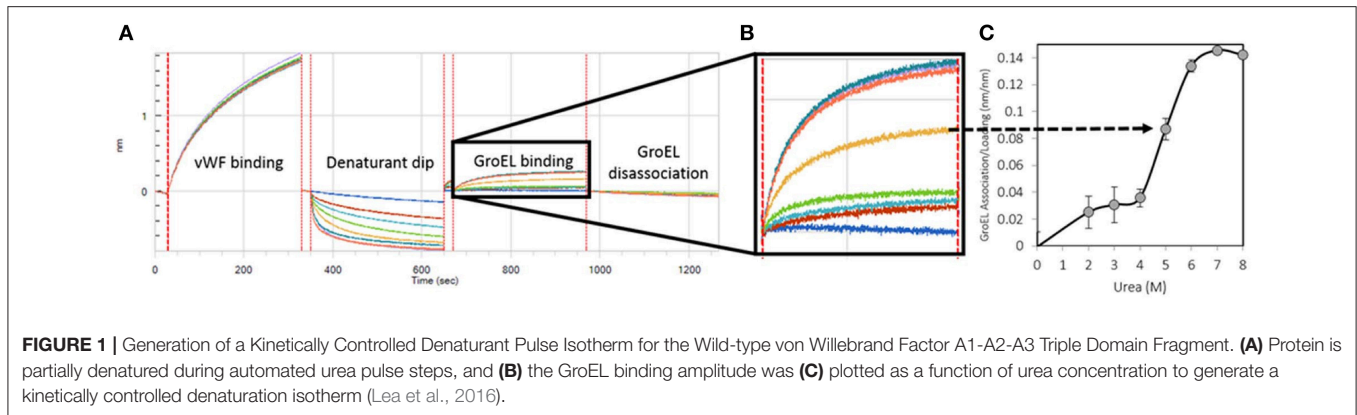 A
B
C
1
0
nm
vWF binding
Denaturant dip
GroEL binding
GroEL
disassociation
0
200
400
600
800
1000
1200
Time (sec)
GroEL Association/Loading (nm/nm)
0.14
0.12
0.1
0.08
0.06
0.04
0.02
0
0
1
2
3
4
5
6
7
8
Urea (M)
FIGURE 1 | Generation of a Kinetically Controlled Denaturant Pulse Isotherm for the Wild-type von Willebrand Factor A1-A2-A3 Triple Domain Fragment. (A) Protein is
partially denatured during automated urea pulse steps, and (B) the GroEL binding amplitude was (C) plotted as a function of urea concentration to generate a
kinetically controlled denaturation isotherm (Lea et al., 2016).